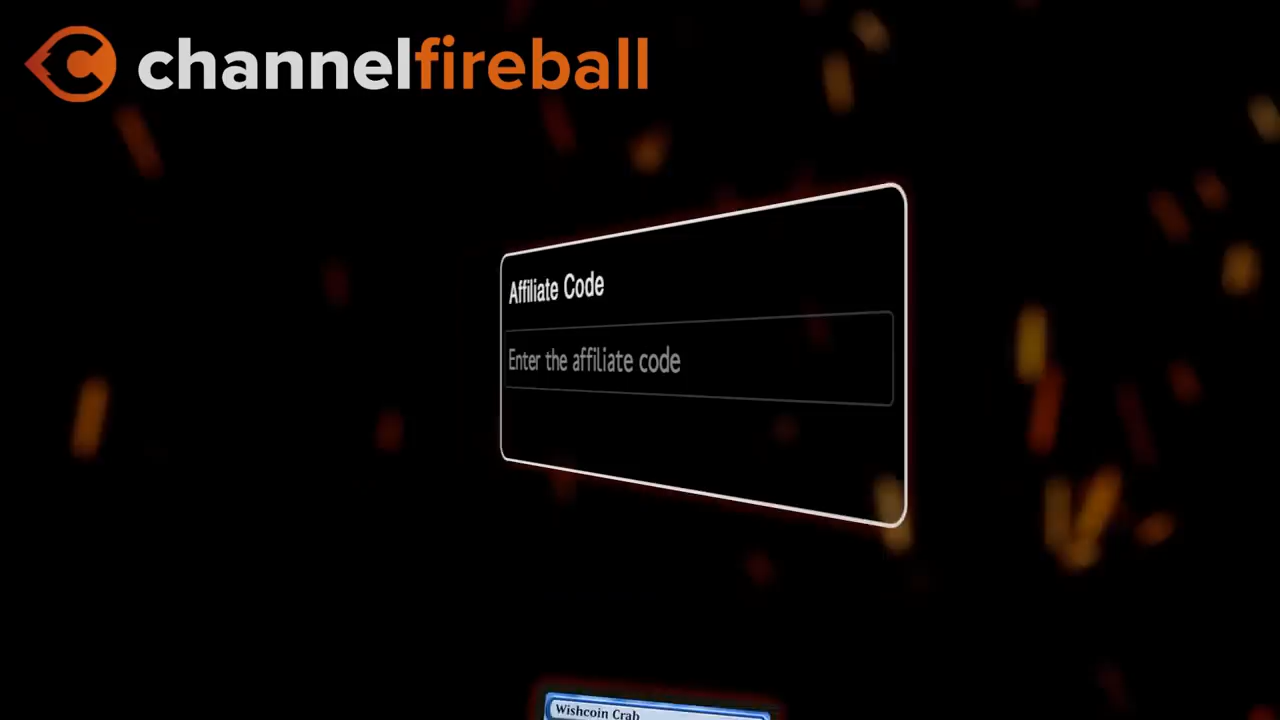 channelfireball
Affiliate Code
Enter the affiliate code
Wishcoin Crab